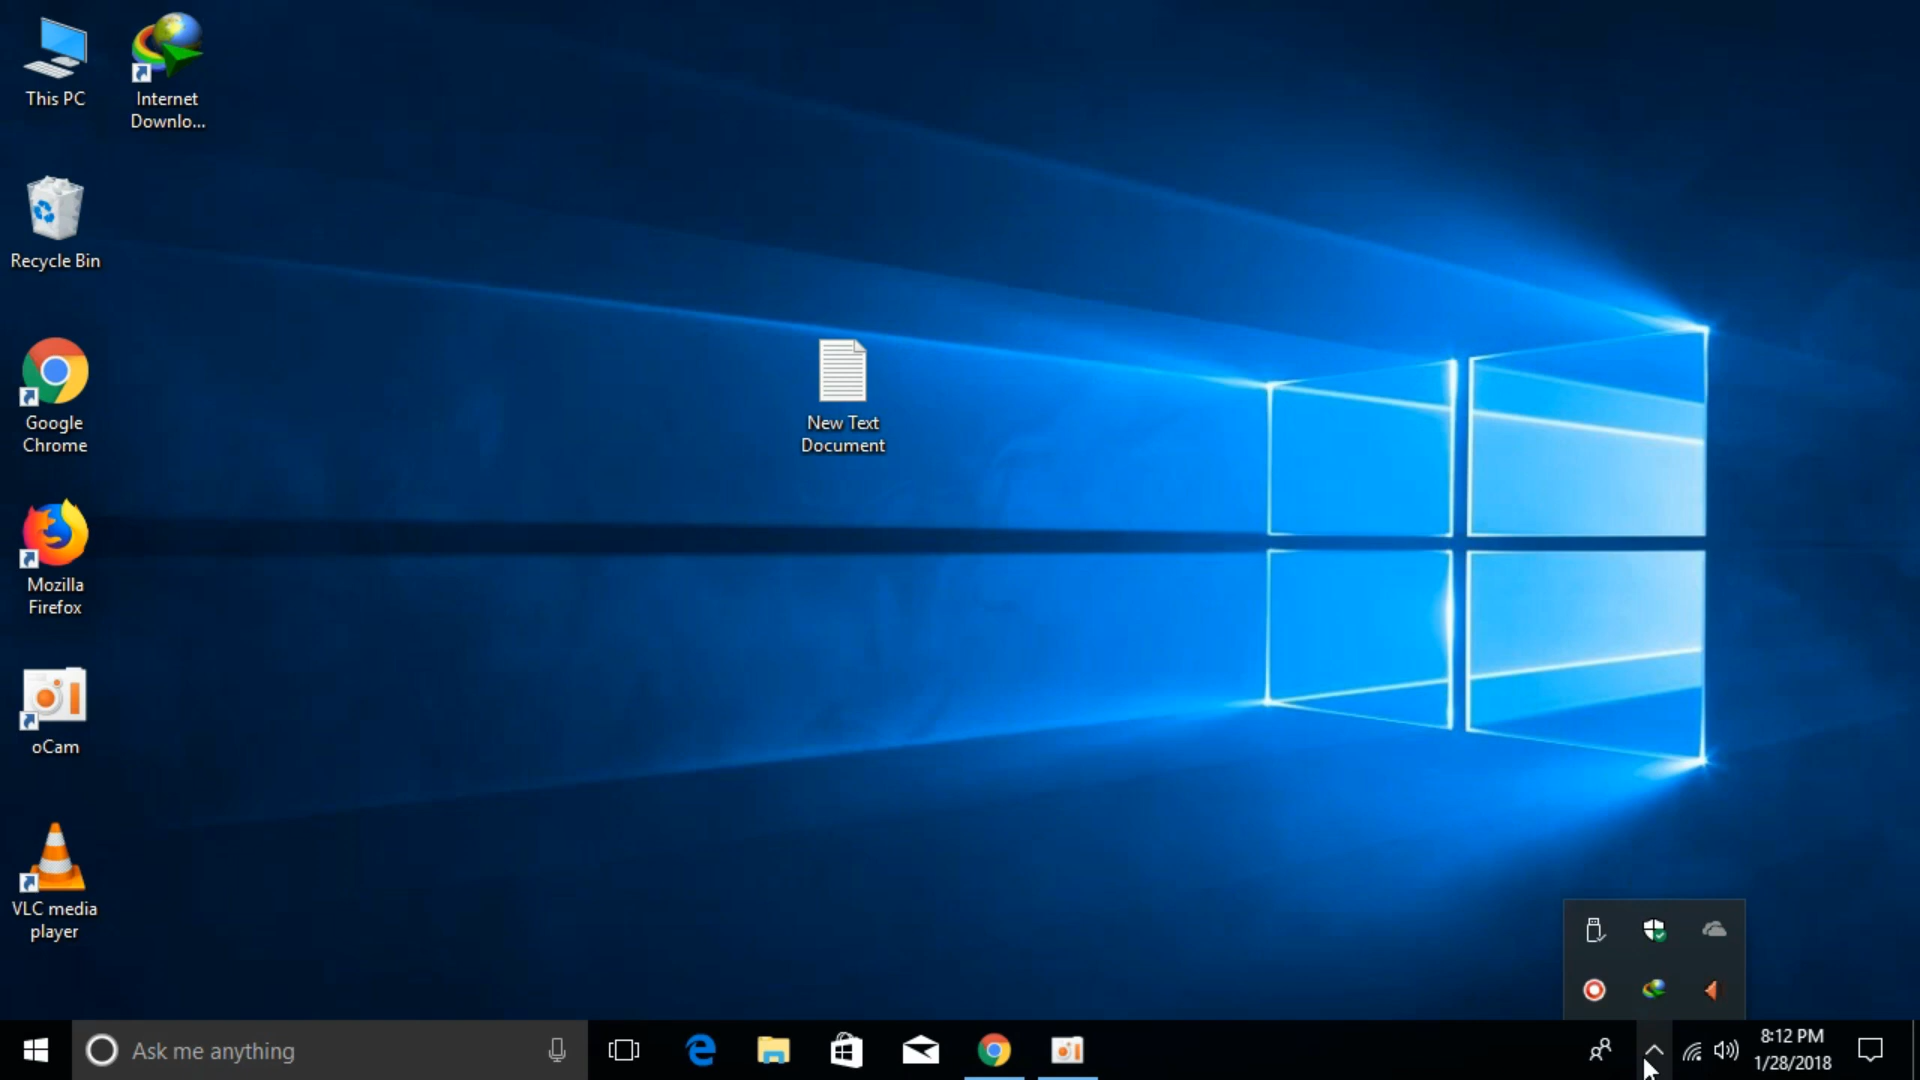 This PC
Internet
Downlo...
Recycle Bin
Google
Chrome
New Text
Document
Mozilla
Firefox
oCam
VLC media
player
Ask me anything
8:12 PM
1/28/2018